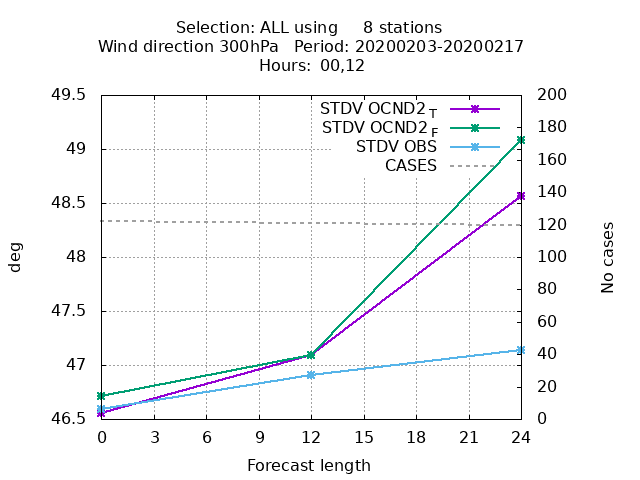 Selection: ALL using     8 stations
Wind direction 300hPa   Period: 20200203-20200217
Hours:  00,12
49.5
49
48.5
48
47.5
47
46.5
deg
STDV OCND2 T
STDV OCND2 F
STDV OBS
CASES
200
180
160
140
120
100
80
60
40
20
0
No cases
0 3 6 9 12 15 18 21 24
Forecast length